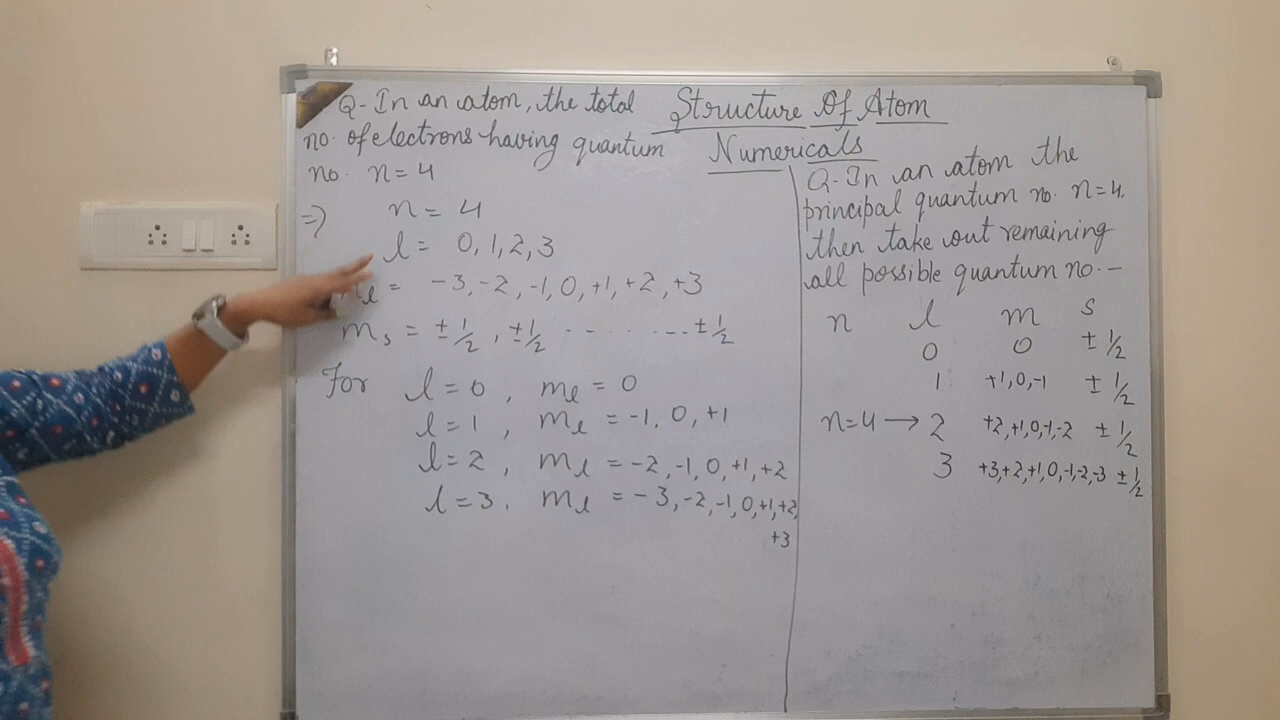 Structure Of Atom
Numericals
Q- In an atom, the total
no. of electrons having quantum
no. n = 4
=) n = 4
l = 0, 1, 2, 3
l = -3, -2, -1, 0, +1, +2, +3
ms = ± 1/2, ± 1/2 - - . . . ... ± 1/2
For l = 0, ml = 0
l = 1, ml = -1, 0, +1
l = 2, ml = -2, -1, 0, +1, +2
l = 3, ml = -3, -2, -1, 0, +1, +2,
+3
Q- In an atom the
principal quantum no. n=4.
then take out remaining
all possible quantum no. -
n l m s
0 0 ± 1/2
1 +1, 0, -1 ± 1/2
n=4 → 2 +2, +1, 0, -1, -2 ± 1/2
3 +3, +2, +1, 0, -1, -2, -3 ± 1/2